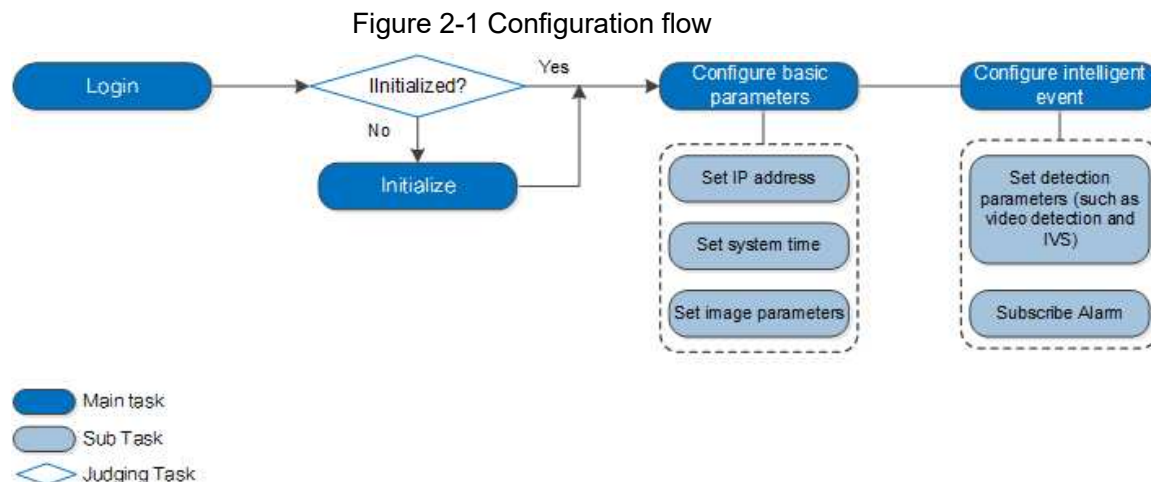 Figure 2-1 Configuration flow
Login
IInitialized?
Yes
No
Initialize
Configure basic
parameters
Set IP address
Set system time
Set image parameters
Configure intelligent
event
Set detection
parameters (such as
video detection and
IVS)
Subscribe Alarm
Main task
Sub Task
Judging Task